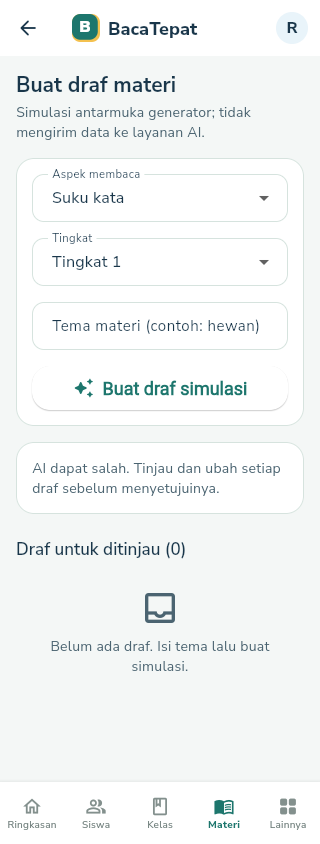 B BacaTepat R
Buat draf materi
Simulasi antarmuka generator; tidak
mengirim data ke layanan AI.
Aspek membaca
Suku kata
Tingkat
Tingkat 1
Tema materi (contoh: hewan)
Buat draf simulasi
AI dapat salah. Tinjau dan ubah setiap
draf sebelum menyetujuinya.
Draf untuk ditinjau (0)
Belum ada draf. Isi tema lalu buat
simulasi.
Ringkasan Siswa Kelas Materi Lainnya